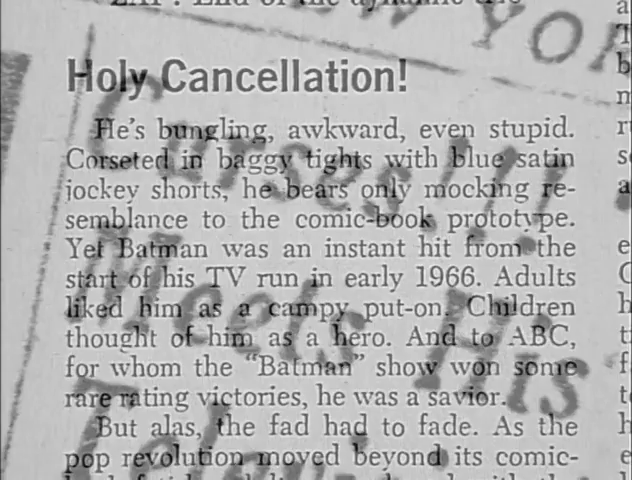 YOR
Holy Cancellation!
He's bungling, awkward, even stupid.
Corseted in baggy tights with blue satin
jockey shorts, he bears only mocking re-
semblance to the comic-book prototype.
Yet Batman was an instant hit from the
start of his TV run in early 1966. Adults
liked him as a campy put-on. Children
thought of him as a hero. And to ABC,
for whom the "Batman" show won some
rare rating victories, he was a savior.
But alas, the fad had to fade. As the
pop revolution moved beyond its comic-
Curses!!!
Meets His